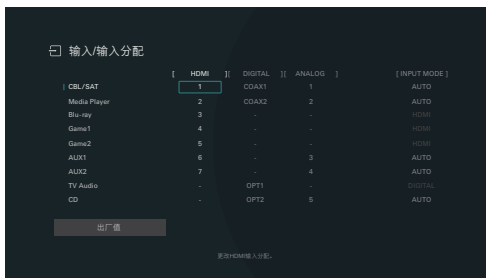 输入/输入分配
[ HDMI ][ DIGITAL ][ ANALOG ] [ INPUT MODE ]
CBL/SAT 1 COAX1 1 AUTO
Media Player 2 COAX2 2 AUTO
Blu-ray 3 - - HDMI
Game1 4 - - HDMI
Game2 5 - - HDMI
AUX1 6 - 3 AUTO
AUX2 7 - 4 AUTO
TV Audio - OPT1 - DIGITAL
CD - OPT2 5 AUTO
出厂值
更改HDMI输入分配。